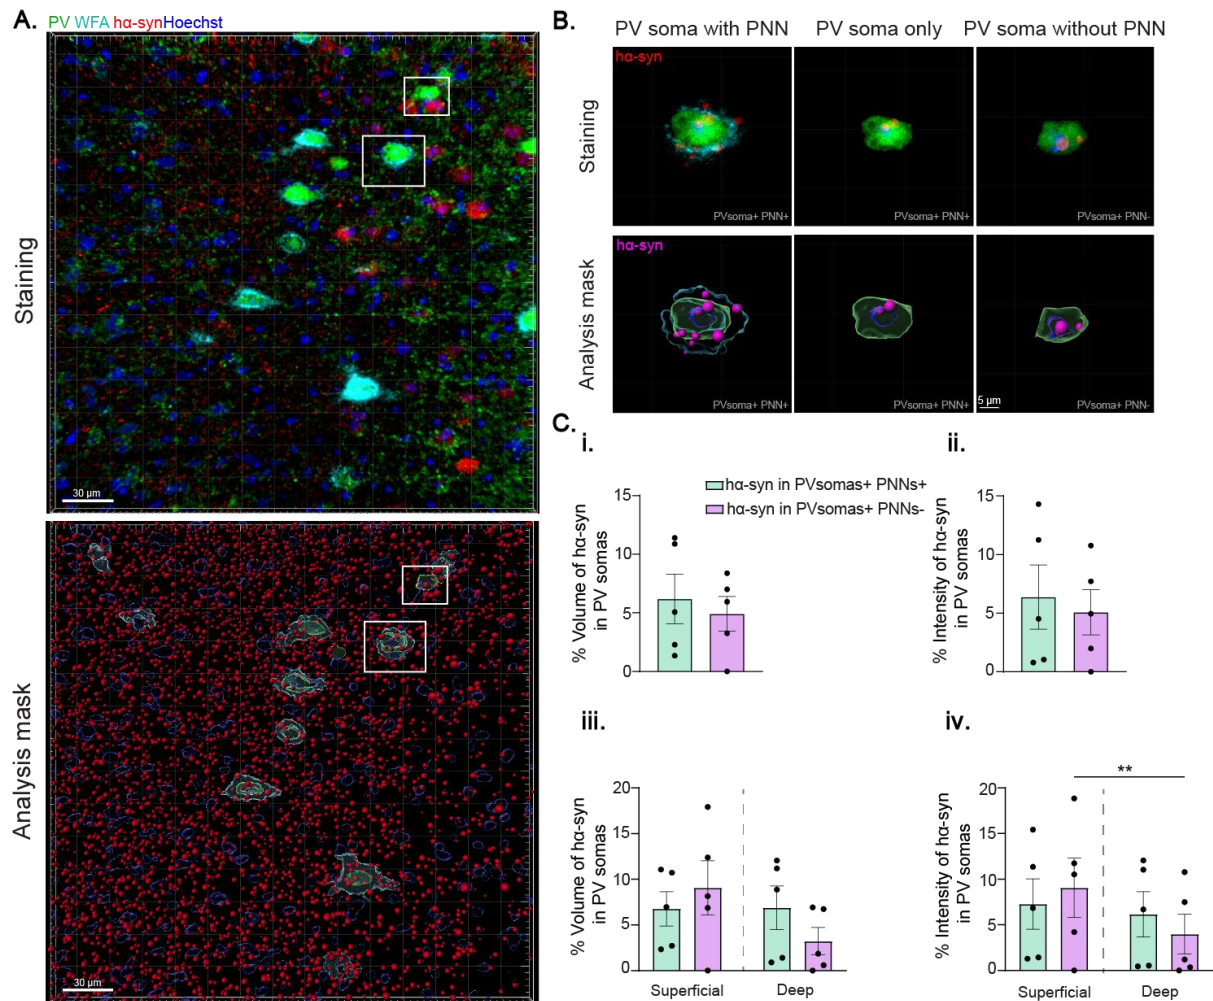 A.
PV WFA hα-synHoechst
Staining
30 µm
Analysis mask
30 µm
B.
PV soma with PNN
PV soma only
PV soma without PNN
Staining
hα-syn
PVsoma+ PNN+
PVsoma+ PNN+
PVsoma+ PNN-
Analysis mask
hα-syn
PVsoma+ PNN+
PVsoma+ PNN+
5 µm
PVsoma+ PNN-
C.
i.
% Volume of hα-syn
in PV somas
15
10
5
0
hα-syn in PVsomas+ PNNs+
hα-syn in PVsomas+ PNNs-
ii.
% Intensity of hα-syn
in PV somas
15
10
5
0
iii.
% Volume of hα-syn
in PV somas
20
15
10
5
0
Superficial
Deep
iv.
% Intensity of hα-syn
in PV somas
20
15
10
5
0
**
Superficial
Deep